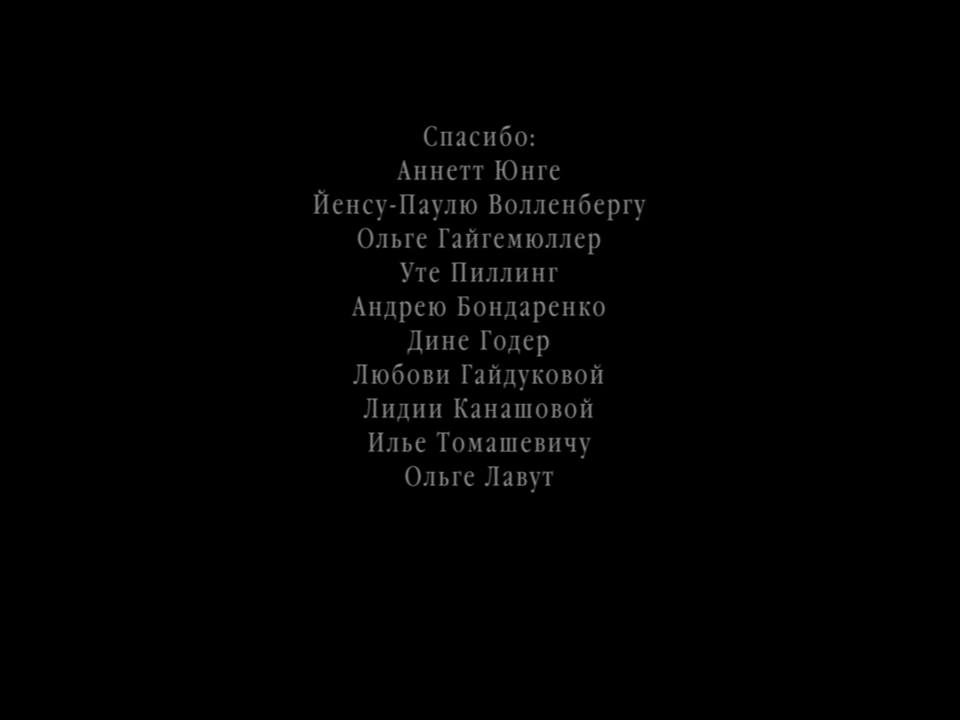 Спасибо:
Аннетт Юнге
Йенсу-Паулю Волленбергу
Ольге Гайгемюллер
Уте Пиллинг
Андрею Бондаренко
Дине Годер
Любови Гайдуковой
Лидии Канашовой
Илье Томашевичу
Ольге Лавут